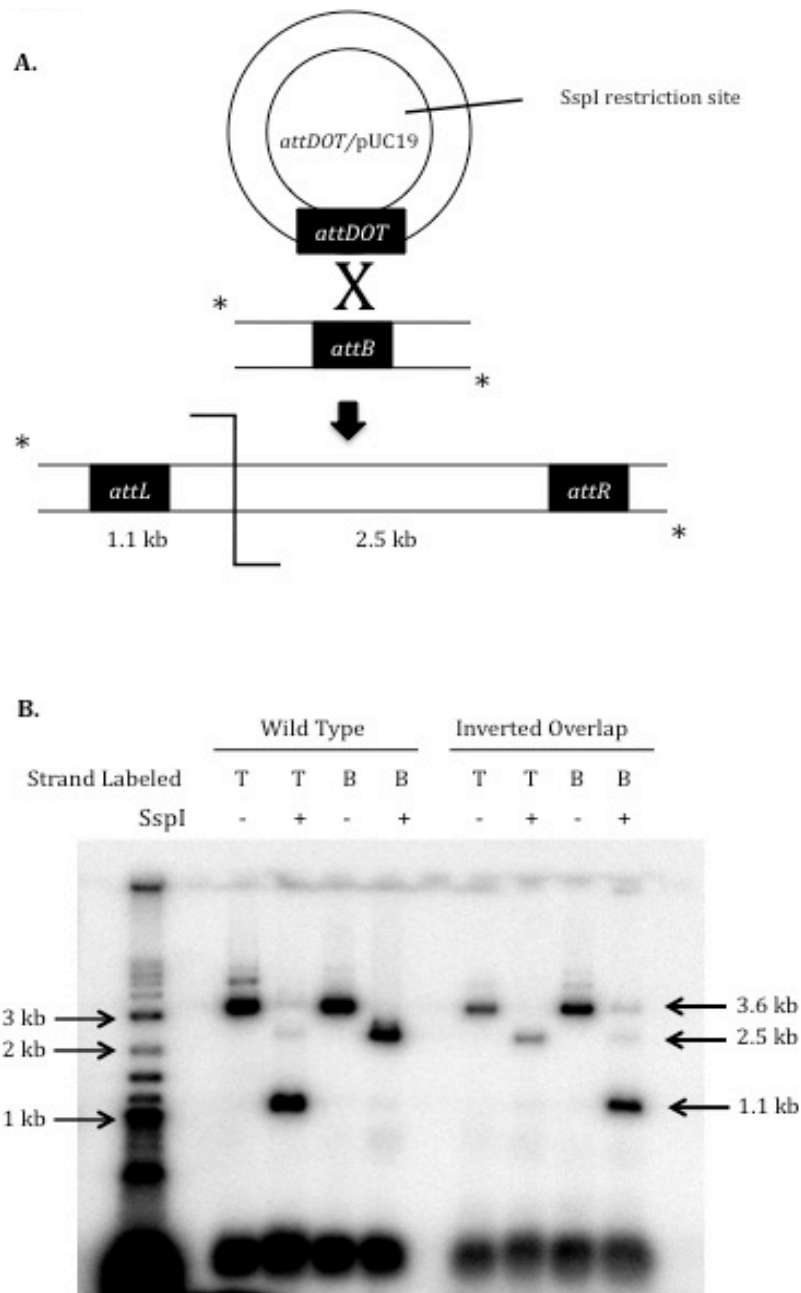 A.
SspI restriction site
attDOT/pUC19
attDOT
X
*
attB
*
*
attL
attR
1.1 kb
2.5 kb
*
B.
Wild Type
Inverted Overlap
Strand Labeled T T B B T T B B
SspI - + - + - + - +
3 kb
3.6 kb
2 kb
2.5 kb
1 kb
1.1 kb